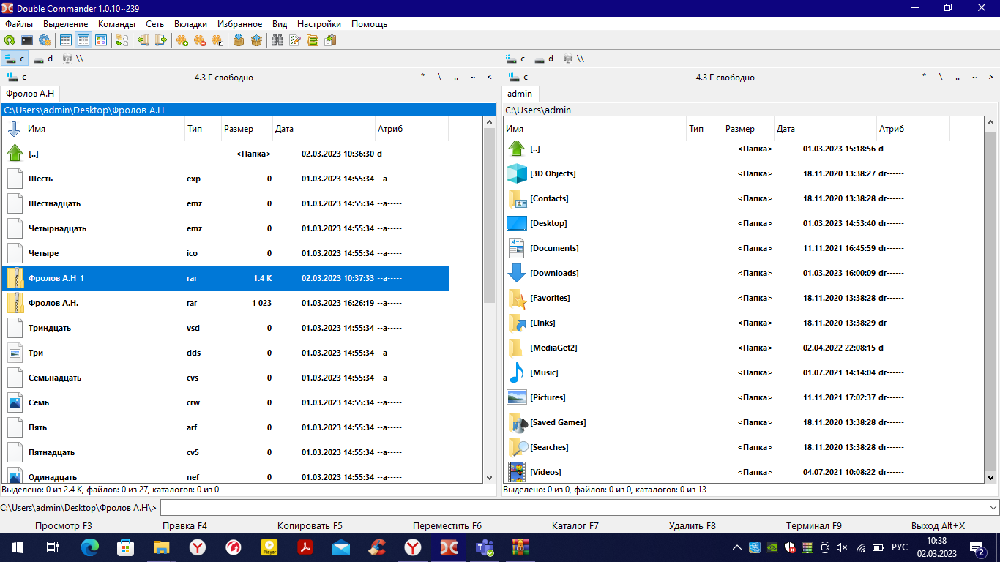 Double Commander 1.0.10~239
Файлы Выделение Команды Сеть Вкладки Избранное Вид Настройки Помощь
c d \\ c d \\
c 4.3 Г свободно * \ .. ~ < c 4.3 Г свободно * \ .. ~ >
Фролов А.Н admin
C:\Users\admin\Desktop\Фролов А.Н C:\Users\admin
Имя Тип Размер Дата Атриб
[..] <Папка> 02.03.2023 10:36:30 d-------
Шесть exp 0 01.03.2023 14:55:34 --a-----
Шестнадцать emz 0 01.03.2023 14:55:34 --a-----
Четырнадцать emz 0 01.03.2023 14:55:34 --a-----
Четыре ico 0 01.03.2023 14:55:34 --a-----
Фролов А.Н_1 rar 1.4 K 02.03.2023 10:37:33 --a-----
Фролов А.Н._ rar 1 023 01.03.2023 16:26:19 --a-----
Триндцать vsd 0 01.03.2023 14:55:34 --a-----
Три dds 0 01.03.2023 14:55:34 --a-----
Семьнадцать cvs 0 01.03.2023 14:55:34 --a-----
Семь crw 0 01.03.2023 14:55:34 --a-----
Пять arf 0 01.03.2023 14:55:34 --a-----
Пятнадцать cv5 0 01.03.2023 14:55:34 --a-----
Одинадцать nef 0 01.03.2023 14:55:34 --a-----
Выделено: 0 из 2.4 K, файлов: 0 из 27, каталогов: 0 из 0
Имя Тип Размер Дата Атриб
[..] <Папка> 01.03.2023 15:18:56 d-------
[3D Objects] <Папка> 18.11.2020 13:38:27 dr------
[Contacts] <Папка> 18.11.2020 13:38:28 dr------
[Desktop] <Папка> 01.03.2023 14:53:40 dr------
[Documents] <Папка> 11.11.2021 16:45:59 dr------
[Downloads] <Папка> 01.03.2023 16:00:09 dr------
[Favorites] <Папка> 18.11.2020 13:38:28 dr------
[Links] <Папка> 18.11.2020 13:38:29 dr------
[MediaGet2] <Папка> 02.04.2022 22:08:15 d-------
[Music] <Папка> 01.07.2021 14:14:04 dr------
[Pictures] <Папка> 11.11.2021 17:02:37 dr------
[Saved Games] <Папка> 18.11.2020 13:38:28 dr------
[Searches] <Папка> 18.11.2020 13:38:28 dr------
[Videos] <Папка> 04.07.2021 10:08:22 dr------
Выделено: 0 из 0, файлов: 0 из 0, каталогов: 0 из 13
C:\Users\admin\Desktop\Фролов А.Н\>
Просмотр F3 Правка F4 Копировать F5 Переместить F6 Каталог F7 Удалить F8 Терминал F9 Выход Alt+X
Player
РУС
10:38
02.03.2023
2